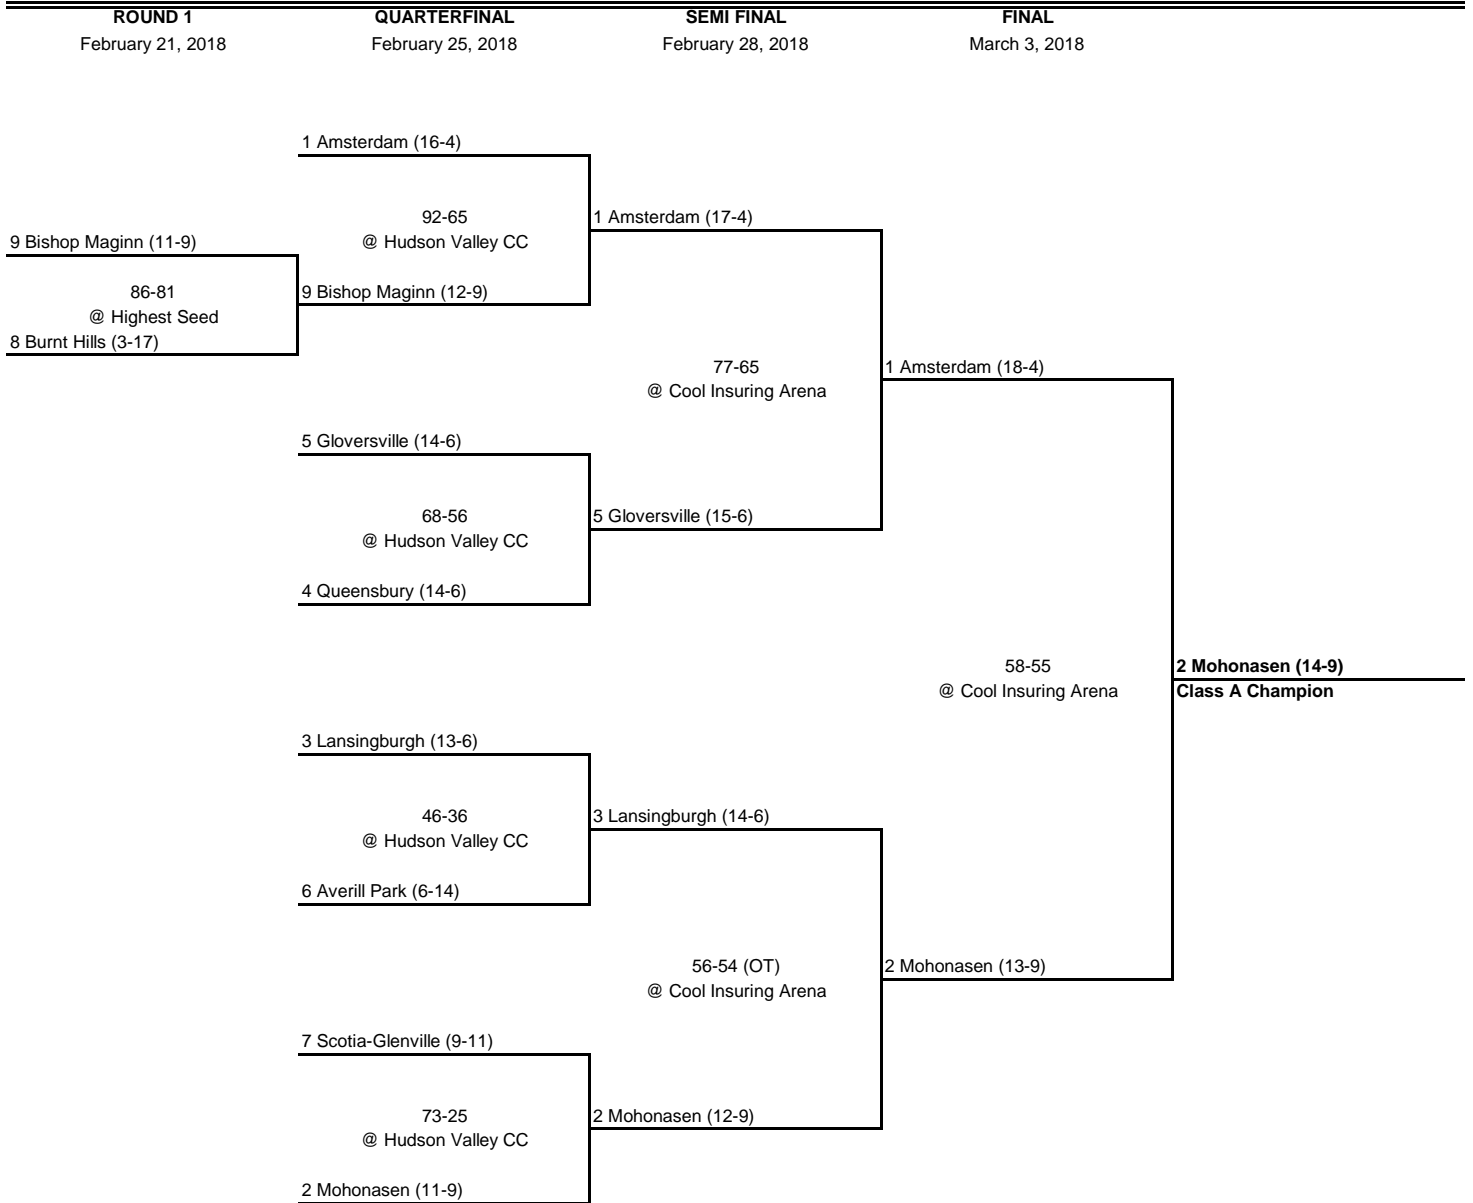 ROUND 1 QUARTERFINAL SEMI FINAL FINAL
February 21, 2018 February 25, 2018 February 28, 2018 March 3, 2018
1 Amsterdam (16-4)
92-65 1 Amsterdam (17-4)
9 Bishop Maginn (11-9) @ Hudson Valley CC
86-81 9 Bishop Maginn (12-9)
@ Highest Seed
8 Burnt Hills (3-17)
77-65 1 Amsterdam (18-4)
@ Cool Insuring Arena
5 Gloversville (14-6)
68-56 5 Gloversville (15-6)
@ Hudson Valley CC
4 Queensbury (14-6)
58-55 2 Mohonasen (14-9)
@ Cool Insuring Arena Class A Champion
3 Lansingburgh (13-6)
46-36 3 Lansingburgh (14-6)
@ Hudson Valley CC
6 Averill Park (6-14)
56-54 (OT) 2 Mohonasen (13-9)
@ Cool Insuring Arena
7 Scotia-Glenville (9-11)
73-25 2 Mohonasen (12-9)
@ Hudson Valley CC
2 Mohonasen (11-9)